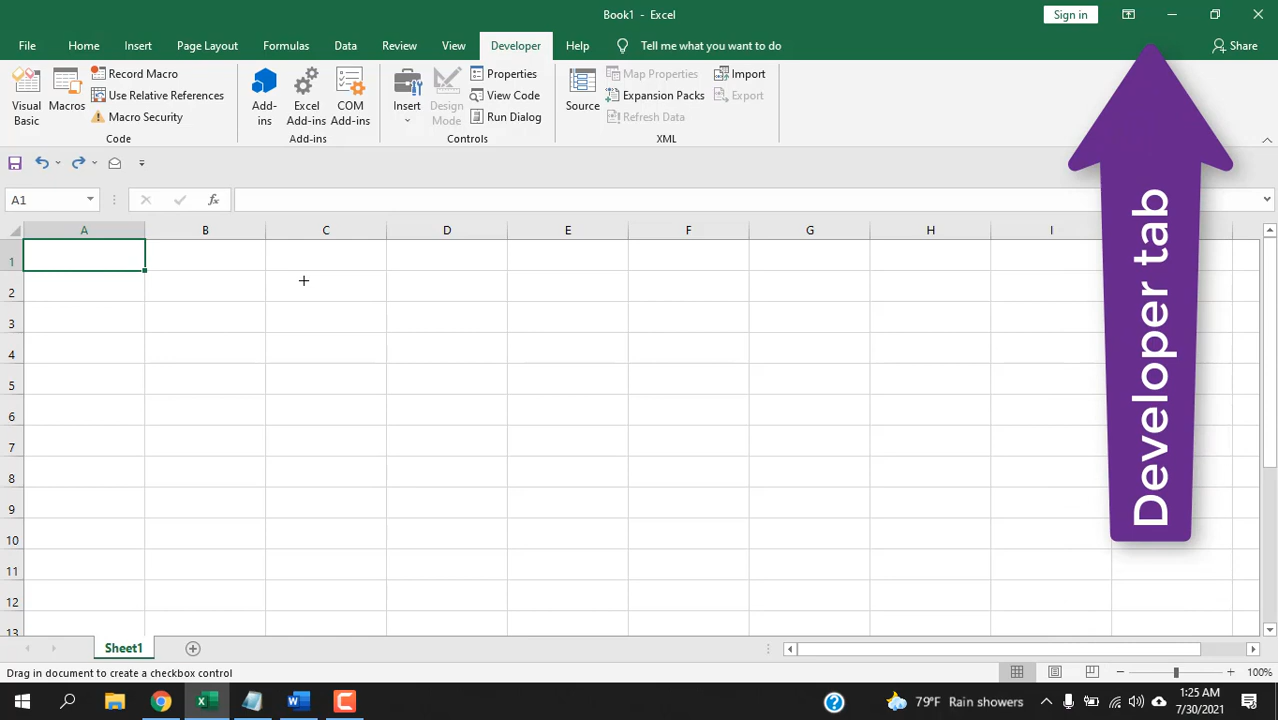 Book1 - Excel
Sign in
File Home Insert Page Layout Formulas Data Review View Developer Help Tell me what you want to do Share
Visual Basic
Macros
Record Macro
Use Relative References
Macro Security
Code
Add-ins
Excel Add-ins
COM Add-ins
Add-ins
Insert
Design Mode
Properties
View Code
Run Dialog
Controls
Source
Map Properties
Expansion Packs
Refresh Data
Import
Export
XML
A1
fx
A B C D E F G H I
1
2
3
4
5
6
7
8
9
10
11
12
13
Developer tab
Sheet1
Drag in document to create a checkbox control
100%
79°F Rain showers
1:25 AM
7/30/2021